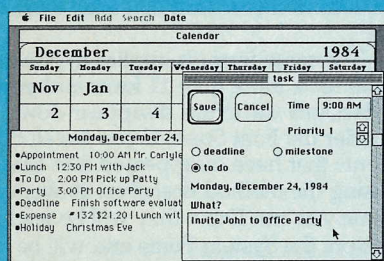 File Edit Add Search Date
Calendar
December 1984
Sunday Monday Tuesday Wednesday Thursday Friday Saturday
Nov Jan
2 3 4
Monday, December 24,
•Appointment 10:00 AM Mr. Carlyle
•Lunch 12:30 PM with Jack
•To Do 2:00 PM Pick up Patty
•Party 3:00 PM Office Party
•Deadline Finish software evaluat
•Expense #132 $21.20 | Lunch wit
•Holiday Christmas Eve
task
Save Cancel Time 9:00 AM
Priority 1
deadline milestone
to do
Monday, December 24, 1984
What?
Invite John to Office Party